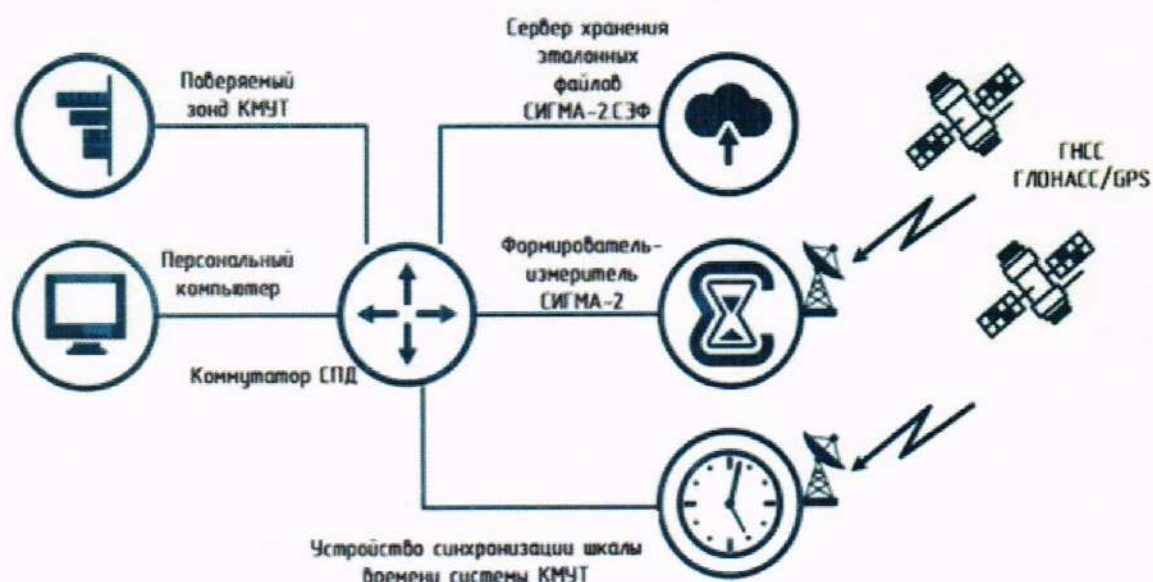 Поверяемый
зонд КМУТ
Сервер хранения
эталонных
файлов
СИГМА-2.СЭФ
ГНСС
ГЛОНАСС/GPS
Персональный
компьютер
Формирователь-
измеритель
СИГМА-2
Коммутатор СПД
Устройство синхронизации шкалы
времени системы КМУТ